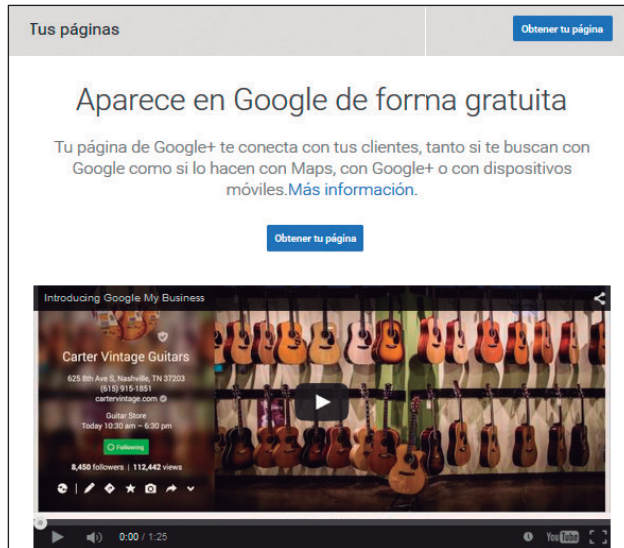 Tus páginas
Obtener tu página
Aparece en Google de forma gratuita
Tu página de Google+ te conecta con tus clientes, tanto si te buscan con
Google como si lo hacen con Maps, con Google+ o con dispositivos
móviles.Más información.
Obtener tu página
Introducing Google My Business
Carter Vintage Guitars
625 8th Ave S, Nashville, TN 37203
(615) 915-1851
cartervintage.com
Guitar Store
Today 10:30 am – 6:30 pm
Following
8,450 followers | 112,442 views
0:00 / 1:25
YouTube